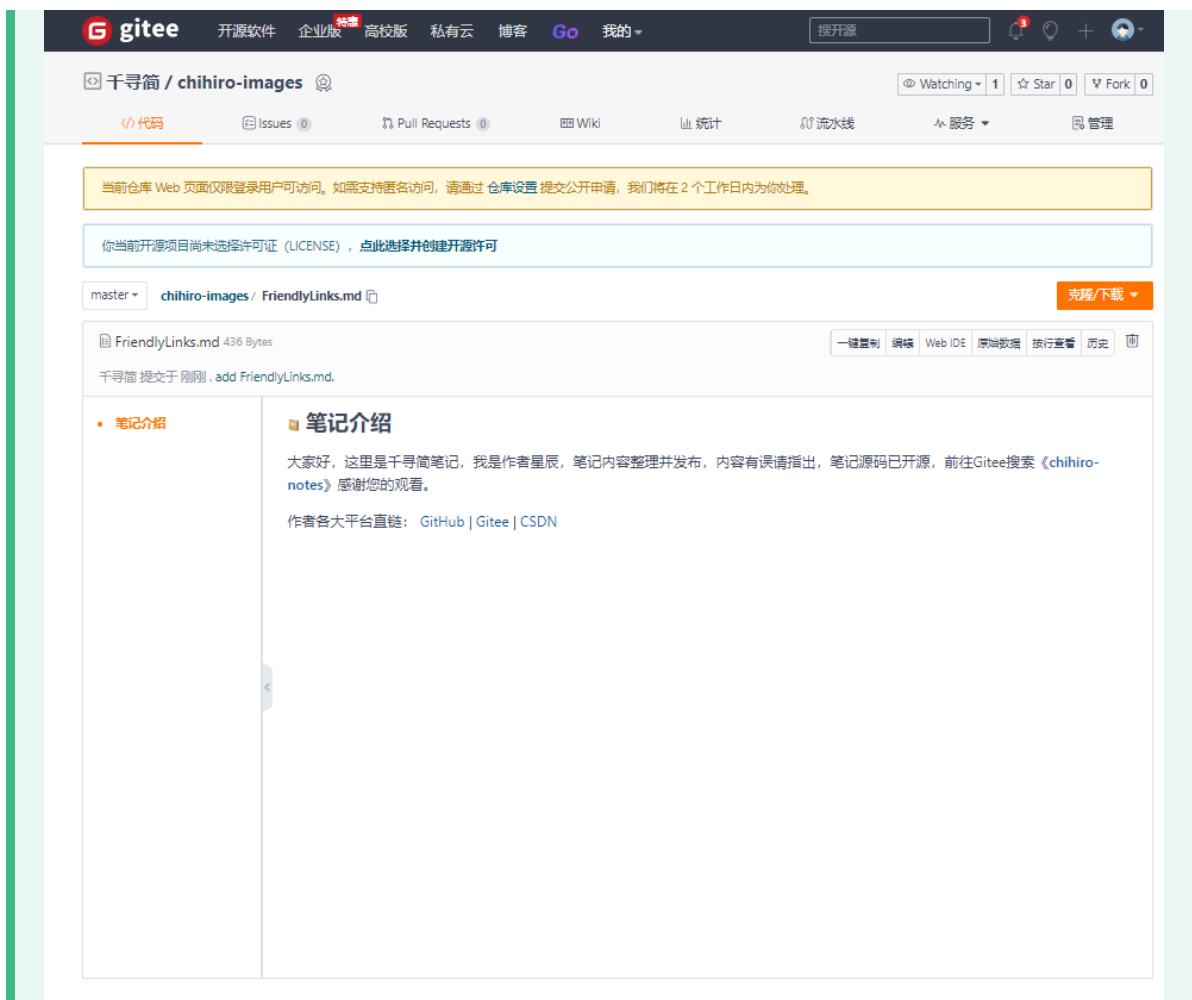 gitee 开源软件 企业版 特惠 高校版 私有云 博客 Go 我的 搜开源 3
千寻简 / chihiro-images Watching 1 Star 0 Fork 0
代码 Issues 0 Pull Requests 0 Wiki 统计 流水线 服务 管理
当前仓库 Web 页面仅限登录用户可访问。如需支持匿名访问，请通过 仓库设置 提交公开申请，我们将在 2 个工作日内为你处理。
你当前开源项目尚未选择许可证（LICENSE），点此选择并创建开源许可
master chihiro-images / FriendlyLinks.md 克隆/下载
FriendlyLinks.md 436 Bytes 一键复制 编辑 Web IDE 原始数据 按行查看 历史
千寻简 提交于 刚刚 . add FriendlyLinks.md.
笔记介绍
笔记介绍
大家好，这里是千寻简笔记，我是作者星辰，笔记内容整理并发布，内容有误请指出，笔记源码已开源，前往Gitee搜索《chihiro-
notes》感谢您的观看。
作者各大平台直链： GitHub | Gitee | CSDN